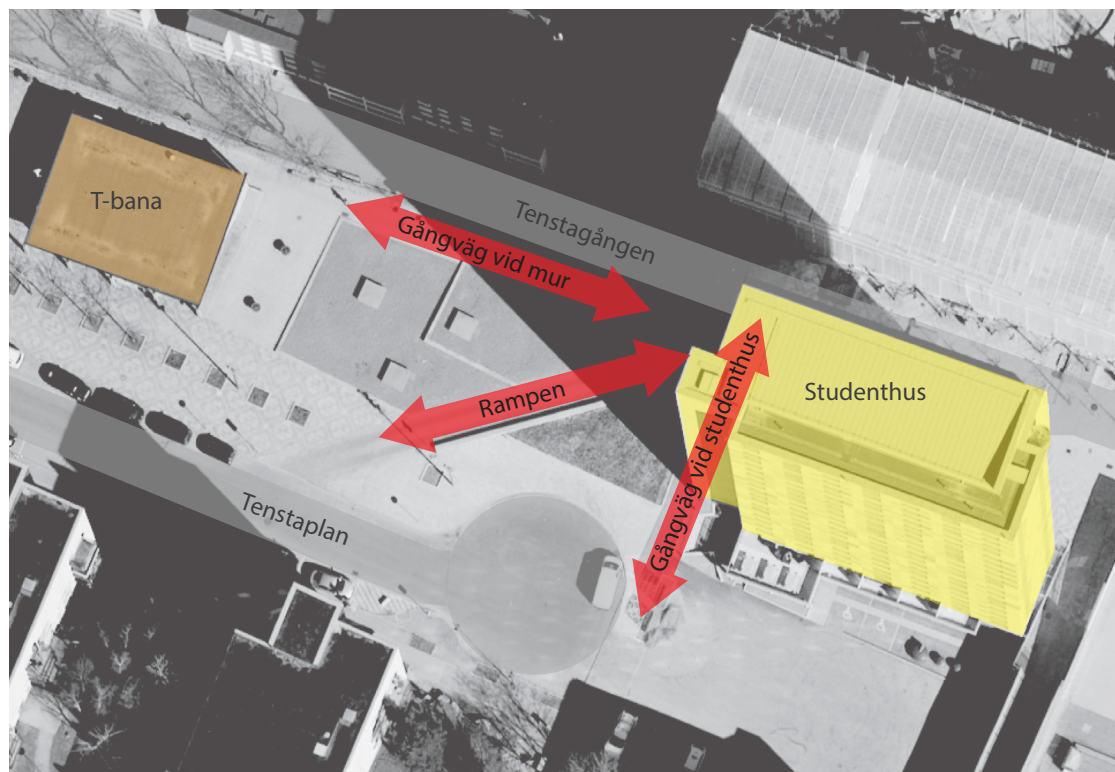 T-bana
Tenstagången
Gångväg vid mur
Studenthus
Rampen
Gångväg vid studenthus
Tenstaplan